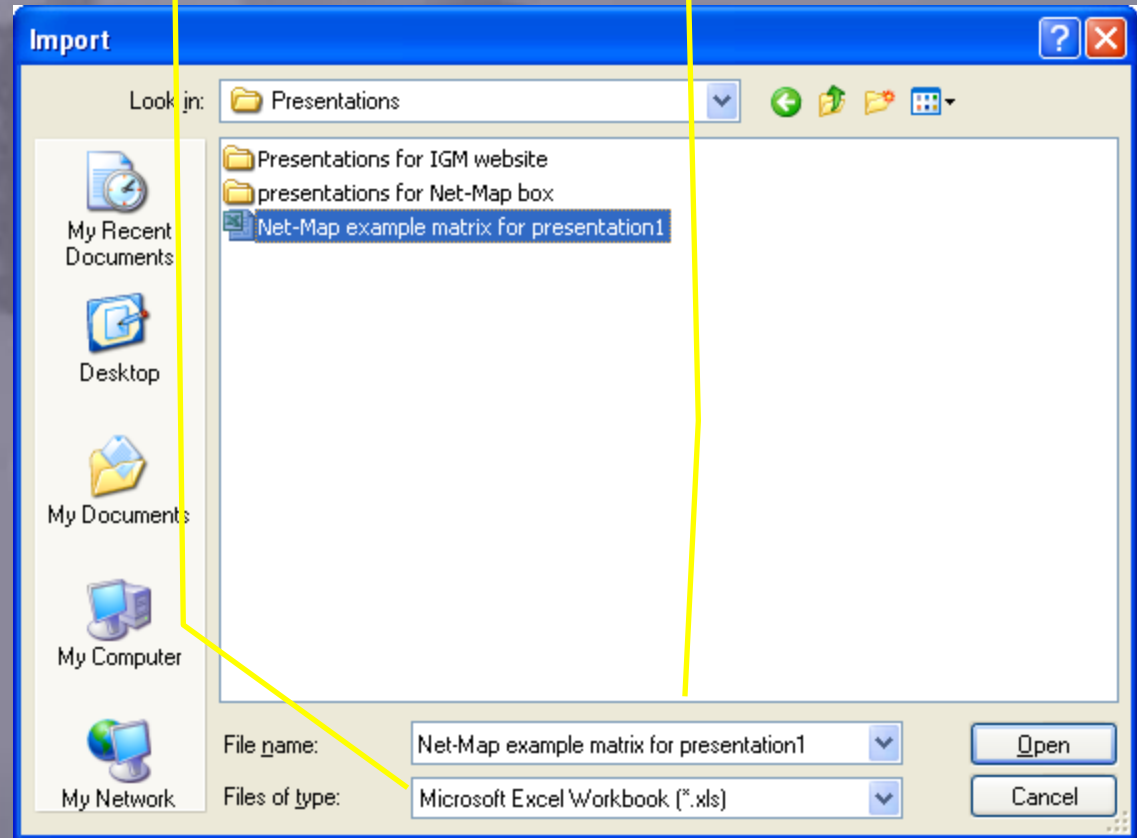 Import
Look in: Presentations
Presentations for IGM website
presentations for Net-Map box
Net-Map example matrix for presentation1
My Recent
Documents
Desktop
My Documents
My Computer
My Network
File name: Net-Map example matrix for presentation1 Open
Files of type: Microsoft Excel Workbook (*.xls) Cancel